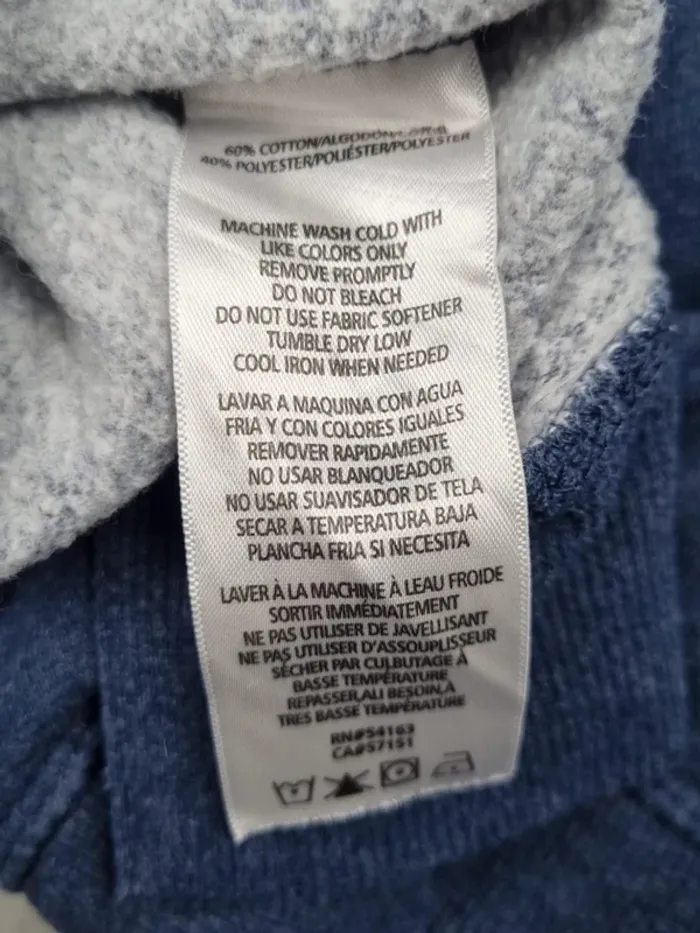 60% COTTON/ALGODON/COTON
40% POLYESTER/POLIÉSTER/POLYESTER
MACHINE WASH COLD WITH
LIKE COLORS ONLY
REMOVE PROMPTLY
DO NOT BLEACH
DO NOT USE FABRIC SOFTENER
TUMBLE DRY LOW
COOL IRON WHEN NEEDED
LAVAR A MAQUINA CON AGUA
FRIA Y CON COLORES IGUALES
REMOVER RAPIDAMENTE
NO USAR BLANQUEADOR
NO USAR SUAVISADOR DE TELA
SECAR A TEMPERATURA BAJA
PLANCHA FRIA SI NECESITA
LAVER À LA MACHINE À LEAU FROIDE
SORTIR IMMÉDIATEMENT
NE PAS UTILISER DE JAVELLISANT
NE PAS UTILISER D'ASSOUPLISSEUR
SÉCHER PAR CULBUTAGE À
BASSE TEMPÉRATURE
REPASSER,ALI BESOIN,À
TRES BASSE TEMPÉRATURE
RN#54163
CA#57151